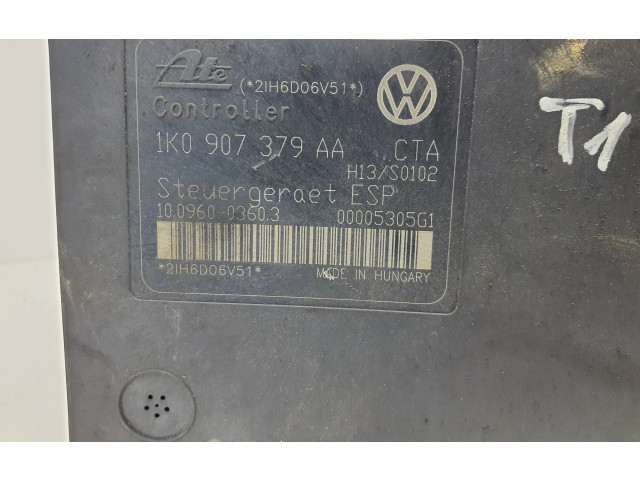 Ate (*2IH6D06V51*)
Controller
1K0 907 379 AA CTA
H13/S0102
Steuergeraet ESP
10.0960-0360.3 00005305G1
*2IH6D06V51* MADE IN HUNGARY
VW
T1